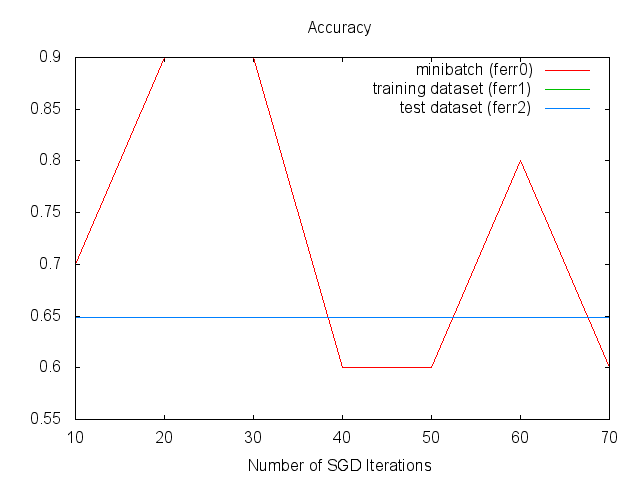 Accuracy
minibatch (ferr0)
training dataset (ferr1)
test dataset (ferr2)
0.9
0.85
0.8
0.75
0.7
0.65
0.6
0.55
10 20 30 40 50 60 70
Number of SGD Iterations